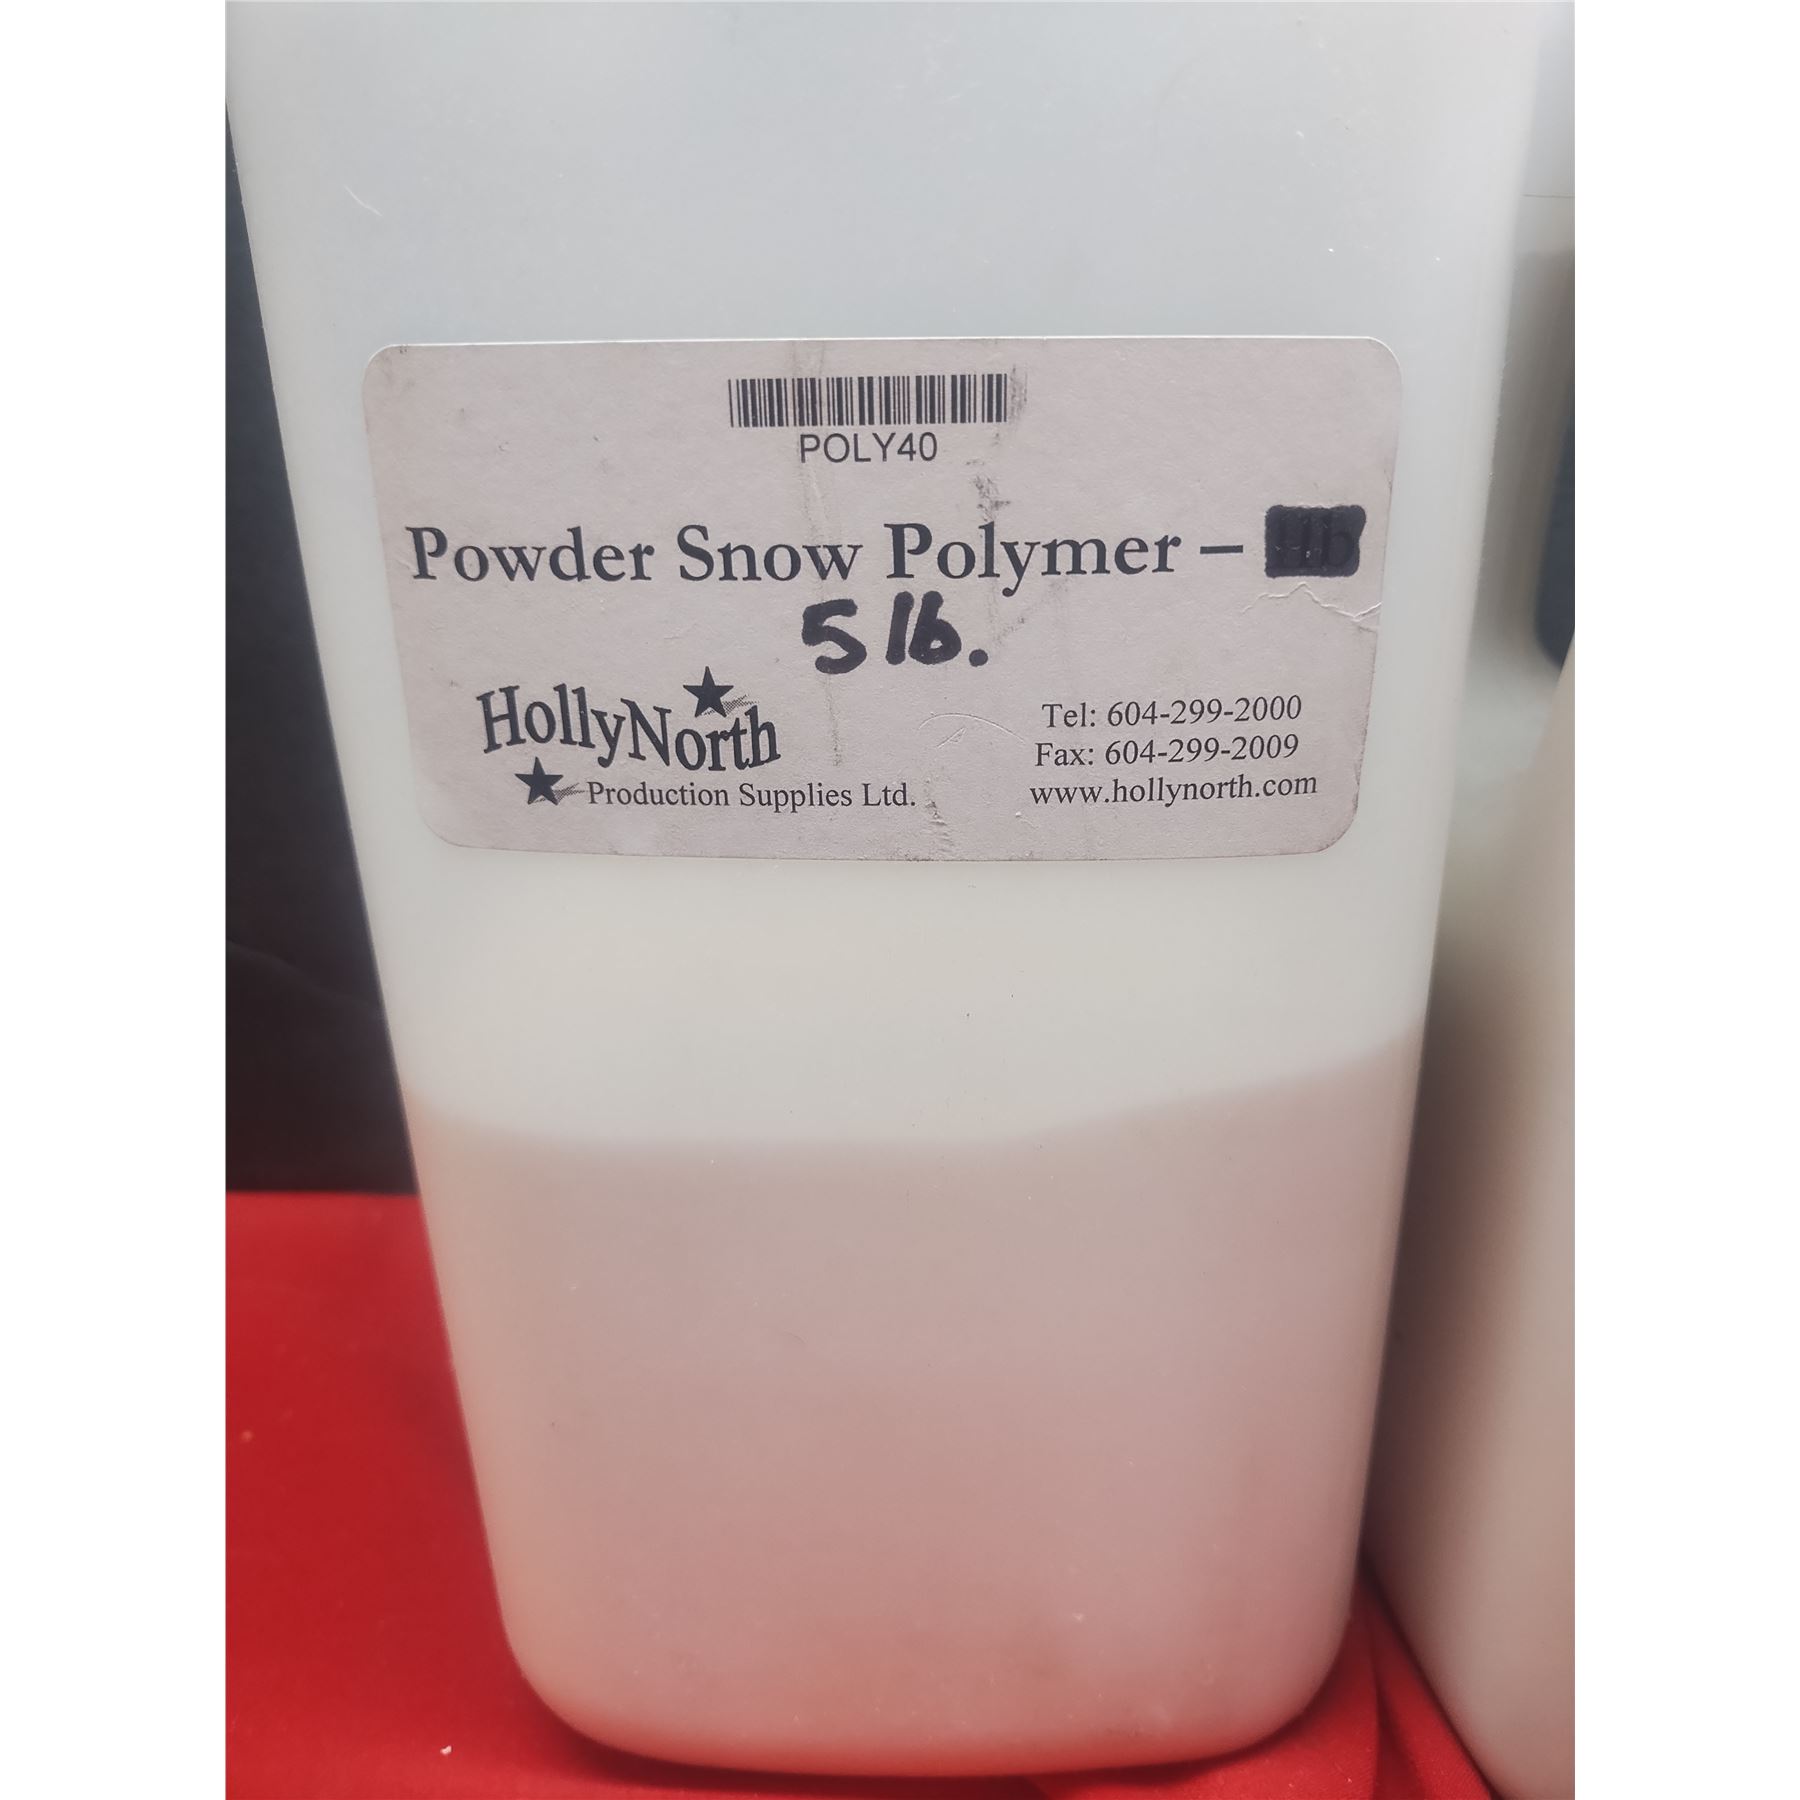 POLY40
Powder Snow Polymer –
5 lb.
HollyNorth
Production Supplies Ltd.
Tel: 604-299-2000
Fax: 604-299-2009
www.hollynorth.com